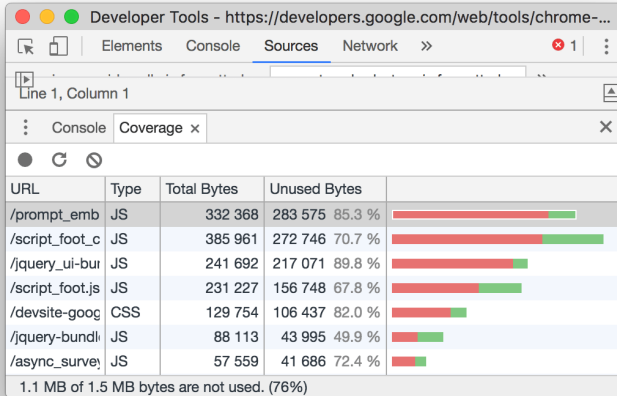 Developer Tools - https://developers.google.com/web/tools/chrome-...
Elements Console Sources Network » 1
Line 1, Column 1
Console Coverage ×
URL Type Total Bytes Unused Bytes
/prompt_emb JS 332 368 283 575 85.3 %
/script_foot_c JS 385 961 272 746 70.7 %
/jquery_ui-bur JS 241 692 217 071 89.8 %
/script_foot.js JS 231 227 156 748 67.8 %
/devsite-goog CSS 129 754 106 437 82.0 %
/jquery-bundl JS 88 113 43 995 49.9 %
/async_survey JS 57 559 41 686 72.4 %
1.1 MB of 1.5 MB bytes are not used. (76%)